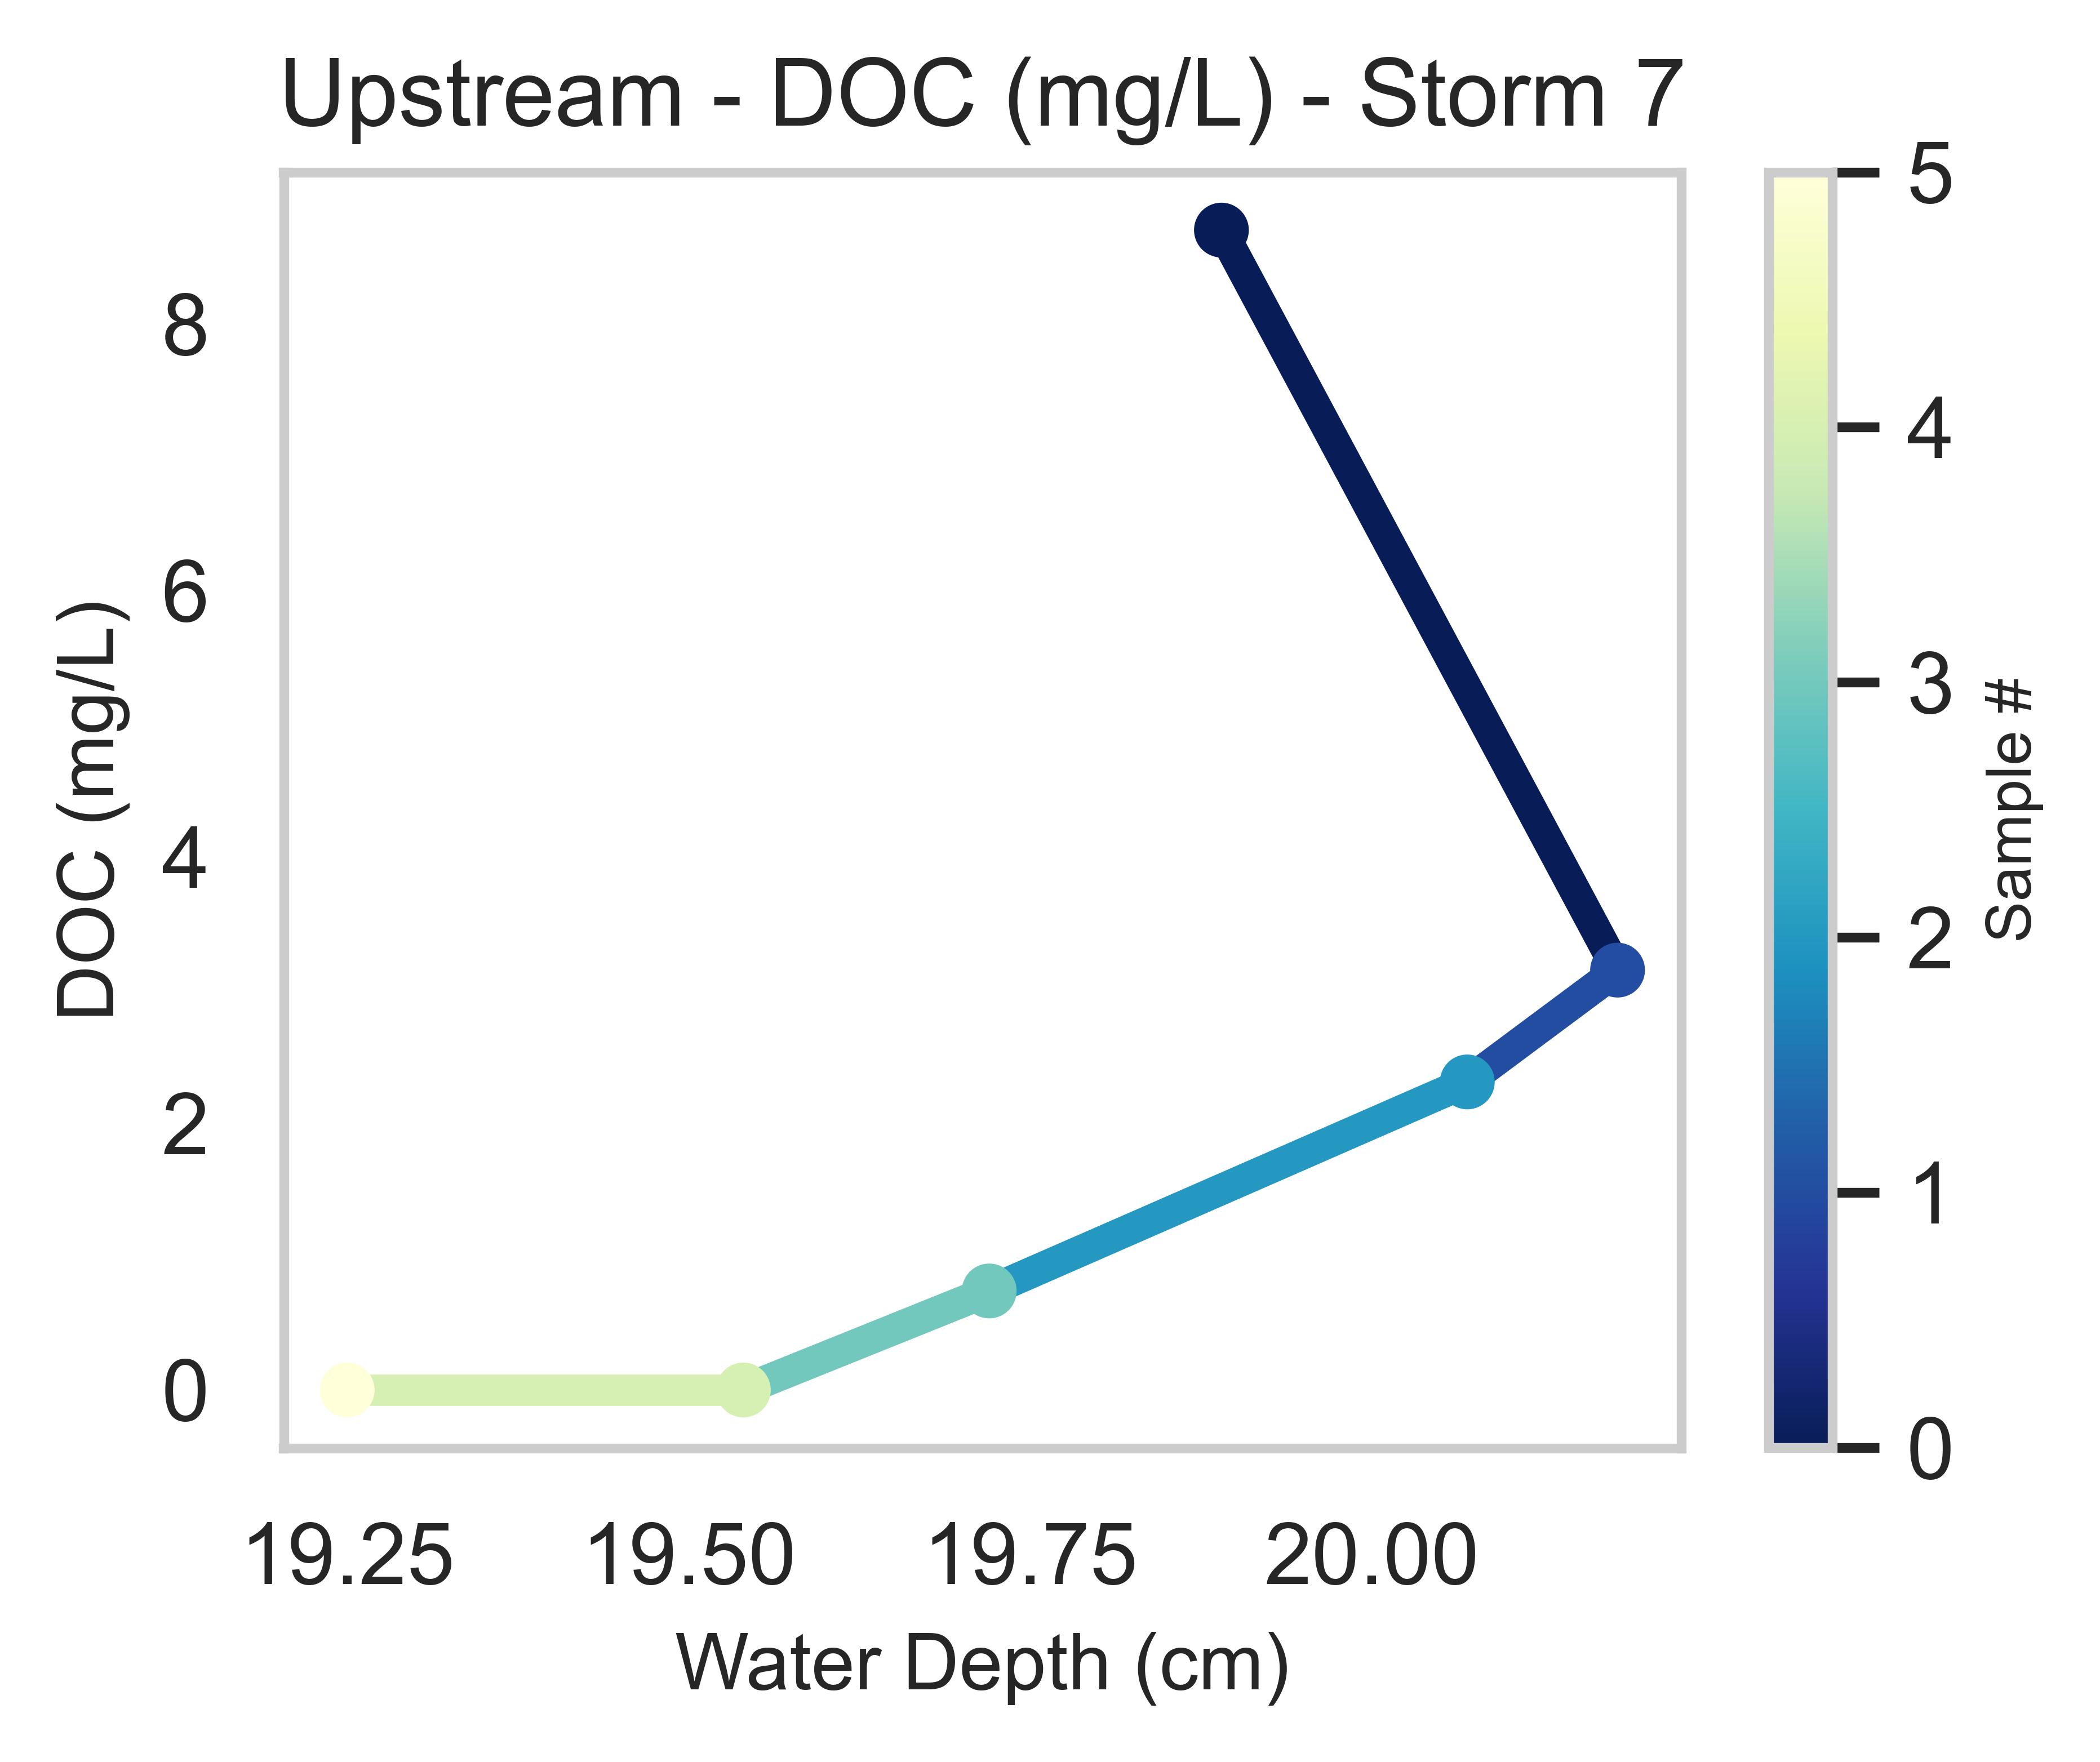 Upstream - DOC (mg/L) - Storm 7
DOC (mg/L)
8
6
4
2
0
19.25 19.50 19.75 20.00
Water Depth (cm)
5
4
3
2
1
0
Sample #